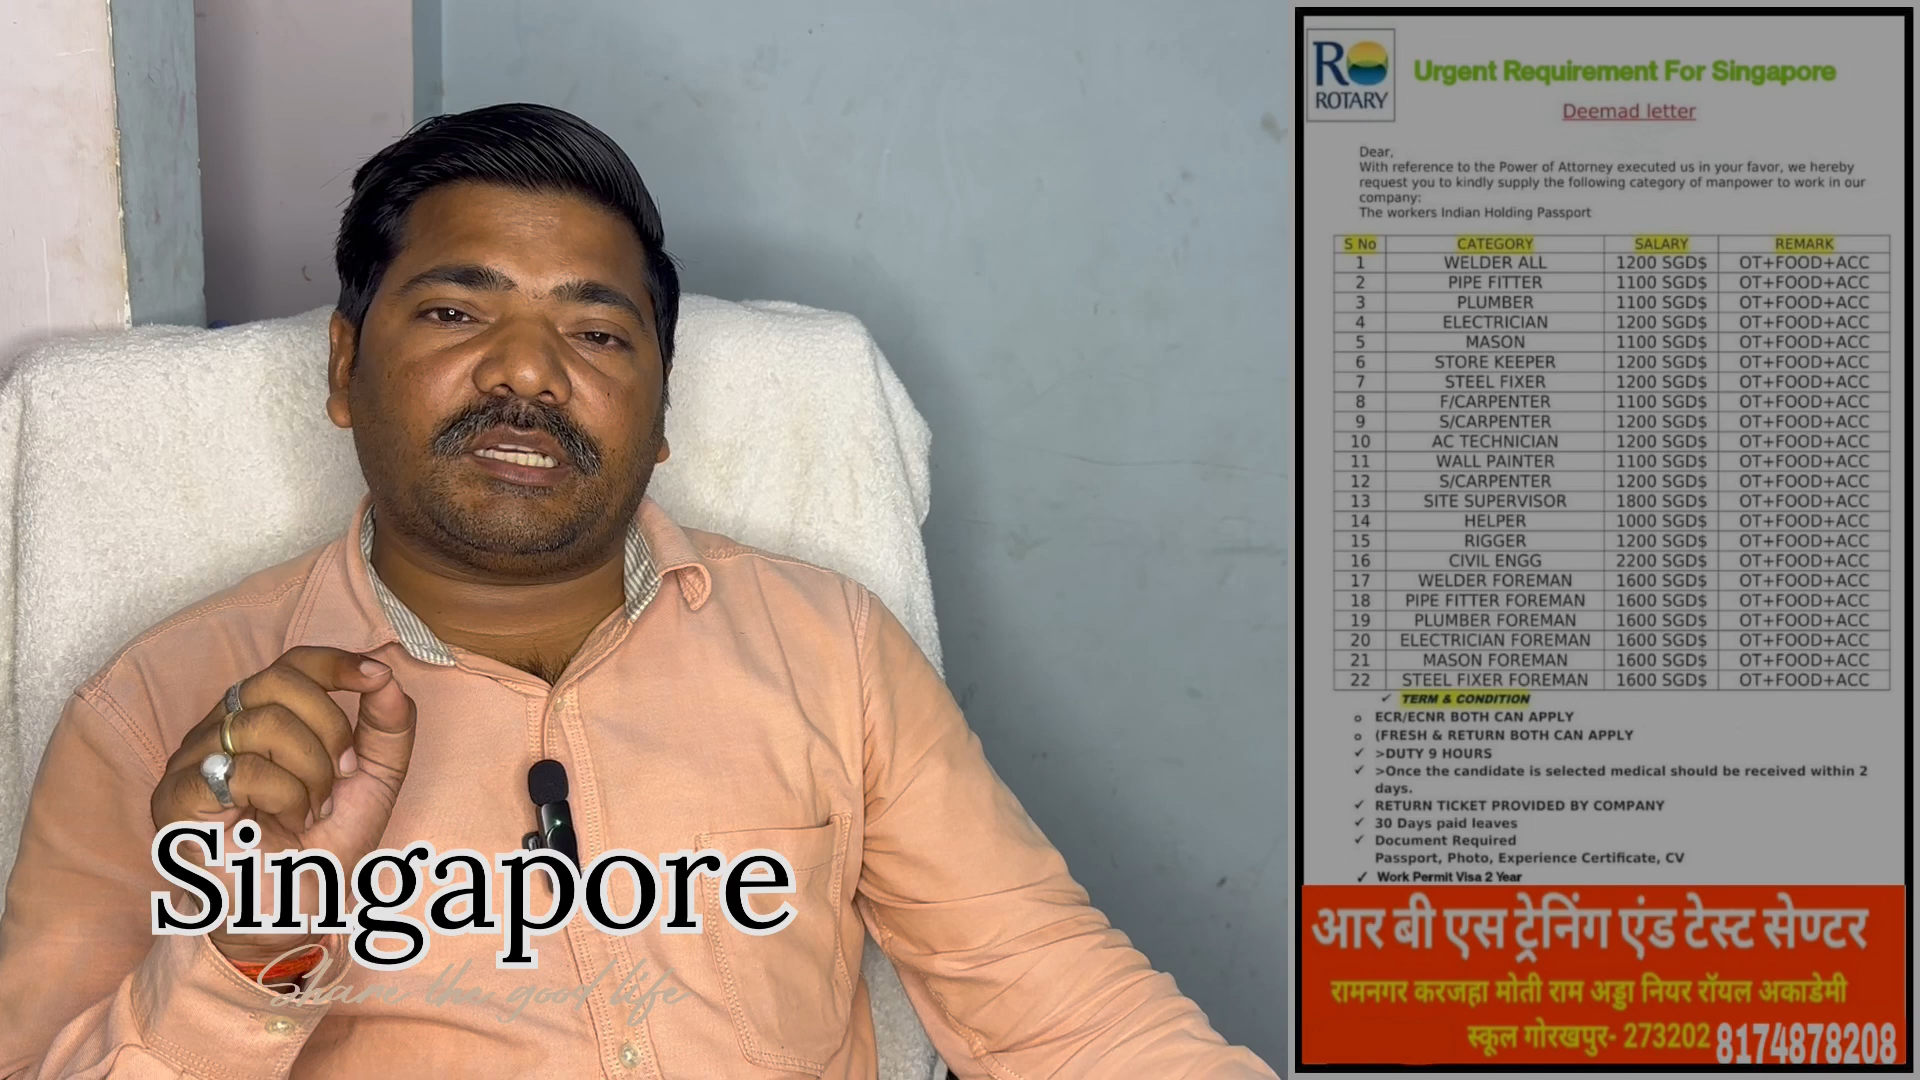 RO
ROTARY
Urgent Requirement For Singapore
Deemad letter
Dear,
With reference to the Power of Attorney executed us in your favor, we hereby
request you to kindly supply the following category of manpower to work in our
company:
The workers Indian Holding Passport
S No CATEGORY SALARY REMARK
1 WELDER ALL 1200 SGD$ OT+FOOD+ACC
2 PIPE FITTER 1100 SGD$ OT+FOOD+ACC
3 PLUMBER 1100 SGD$ OT+FOOD+ACC
4 ELECTRICIAN 1200 SGD$ OT+FOOD+ACC
5 MASON 1100 SGD$ OT+FOOD+ACC
6 STORE KEEPER 1200 SGD$ OT+FOOD+ACC
7 STEEL FIXER 1200 SGD$ OT+FOOD+ACC
8 F/CARPENTER 1100 SGD$ OT+FOOD+ACC
9 S/CARPENTER 1200 SGD$ OT+FOOD+ACC
10 AC TECHNICIAN 1200 SGD$ OT+FOOD+ACC
11 WALL PAINTER 1100 SGD$ OT+FOOD+ACC
12 S/CARPENTER 1200 SGD$ OT+FOOD+ACC
13 SITE SUPERVISOR 1800 SGD$ OT+FOOD+ACC
14 HELPER 1000 SGD$ OT+FOOD+ACC
15 RIGGER 1200 SGD$ OT+FOOD+ACC
16 CIVIL ENGG 2200 SGD$ OT+FOOD+ACC
17 WELDER FOREMAN 1600 SGD$ OT+FOOD+ACC
18 PIPE FITTER FOREMAN 1600 SGD$ OT+FOOD+ACC
19 PLUMBER FOREMAN 1600 SGD$ OT+FOOD+ACC
20 ELECTRICIAN FOREMAN 1600 SGD$ OT+FOOD+ACC
21 MASON FOREMAN 1600 SGD$ OT+FOOD+ACC
22 STEEL FIXER FOREMAN 1600 SGD$ OT+FOOD+ACC
✓ TERM & CONDITION
o ECR/ECNR BOTH CAN APPLY
o (FRESH & RETURN BOTH CAN APPLY
✓ >DUTY 9 HOURS
✓ >Once the candidate is selected medical should be received within 2
days.
✓ RETURN TICKET PROVIDED BY COMPANY
✓ 30 Days paid leaves
✓ Document Required
Passport, Photo, Experience Certificate, CV
✓ Work Permit Visa 2 Year
आर बी एस ट्रेनिंग एंड टेस्ट सेण्टर
रामनगर करजहा मोती राम अड्डा नियर रॉयल अकाडेमी
स्कूल गोरखपुर- 273202 8174878208
Singapore
Share the good life